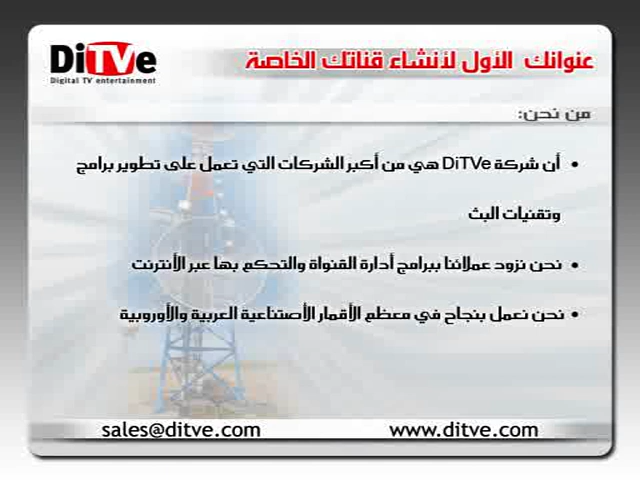 DiTVe
Digital TV entertainment
عنوانك الأول لأنشاء قناتك الخاصة
من نحن:
• أن شركة DiTVe هي من أكبر الشركات التي تعمل على تطوير برامج
وتقنيات البث
• نحن نزود عملائنا ببرامج أدارة القنواة والتحكم بها عبر الأنترنت
• نحن نعمل بنجاح في معظم الأقمار الأصتناعية العربية والأوروبية
sales@ditve.com www.ditve.com